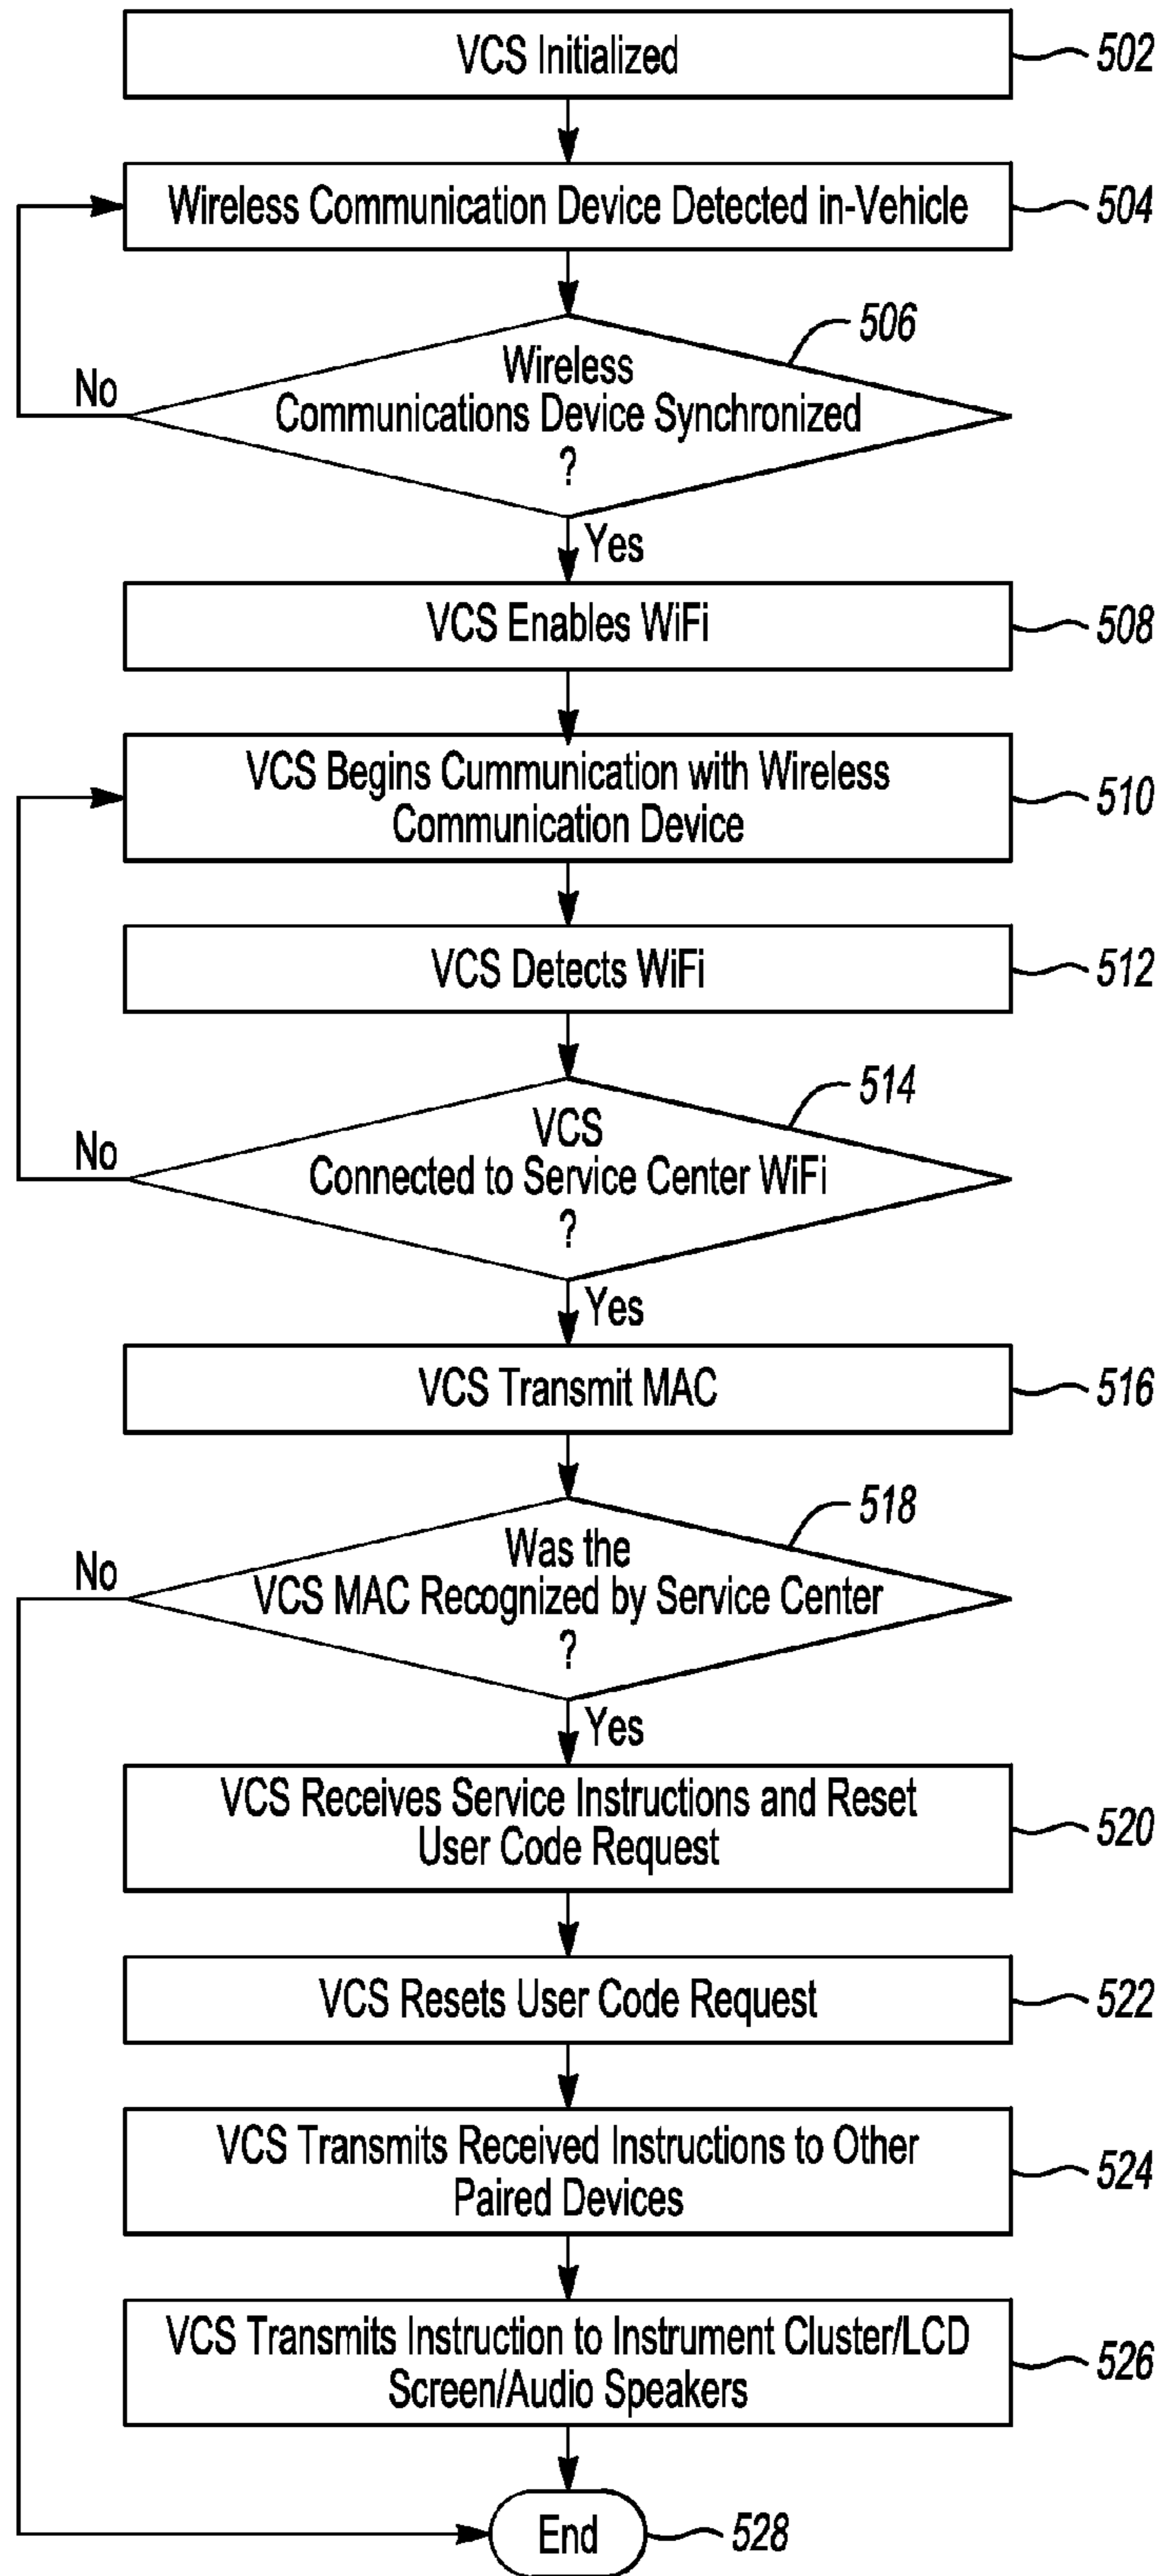 VCS Initialized
502
Wireless Communication Device Detected in-Vehicle
504
506
Wireless
Communications Device Synchronized
?
No
Yes
VCS Enables WiFi
508
VCS Begins Cummunication with Wireless
Communication Device
510
VCS Detects WiFi
512
514
VCS
Connected to Service Center WiFi
?
No
Yes
VCS Transmit MAC
516
518
Was the
VCS MAC Recognized by Service Center
?
No
Yes
VCS Receives Service Instructions and Reset
User Code Request
520
VCS Resets User Code Request
522
VCS Transmits Received Instructions to Other
Paired Devices
524
VCS Transmits Instruction to Instrument Cluster/LCD
Screen/Audio Speakers
526
End
528